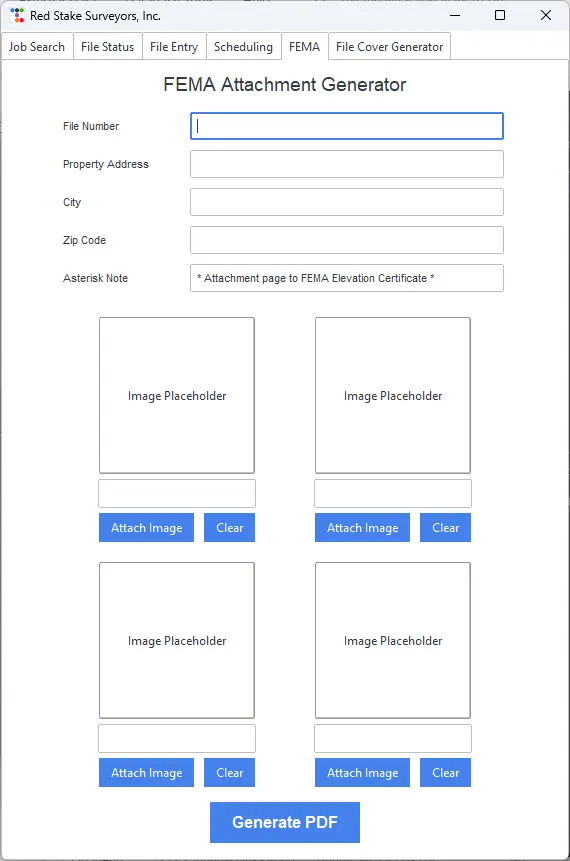 Red Stake Surveyors, Inc.
Job Search File Status File Entry Scheduling FEMA File Cover Generator
FEMA Attachment Generator
File Number
Property Address
City
Zip Code
Asterisk Note * Attachment page to FEMA Elevation Certificate *
Image Placeholder Image Placeholder
Attach Image Clear Attach Image Clear
Image Placeholder Image Placeholder
Attach Image Clear Attach Image Clear
Generate PDF